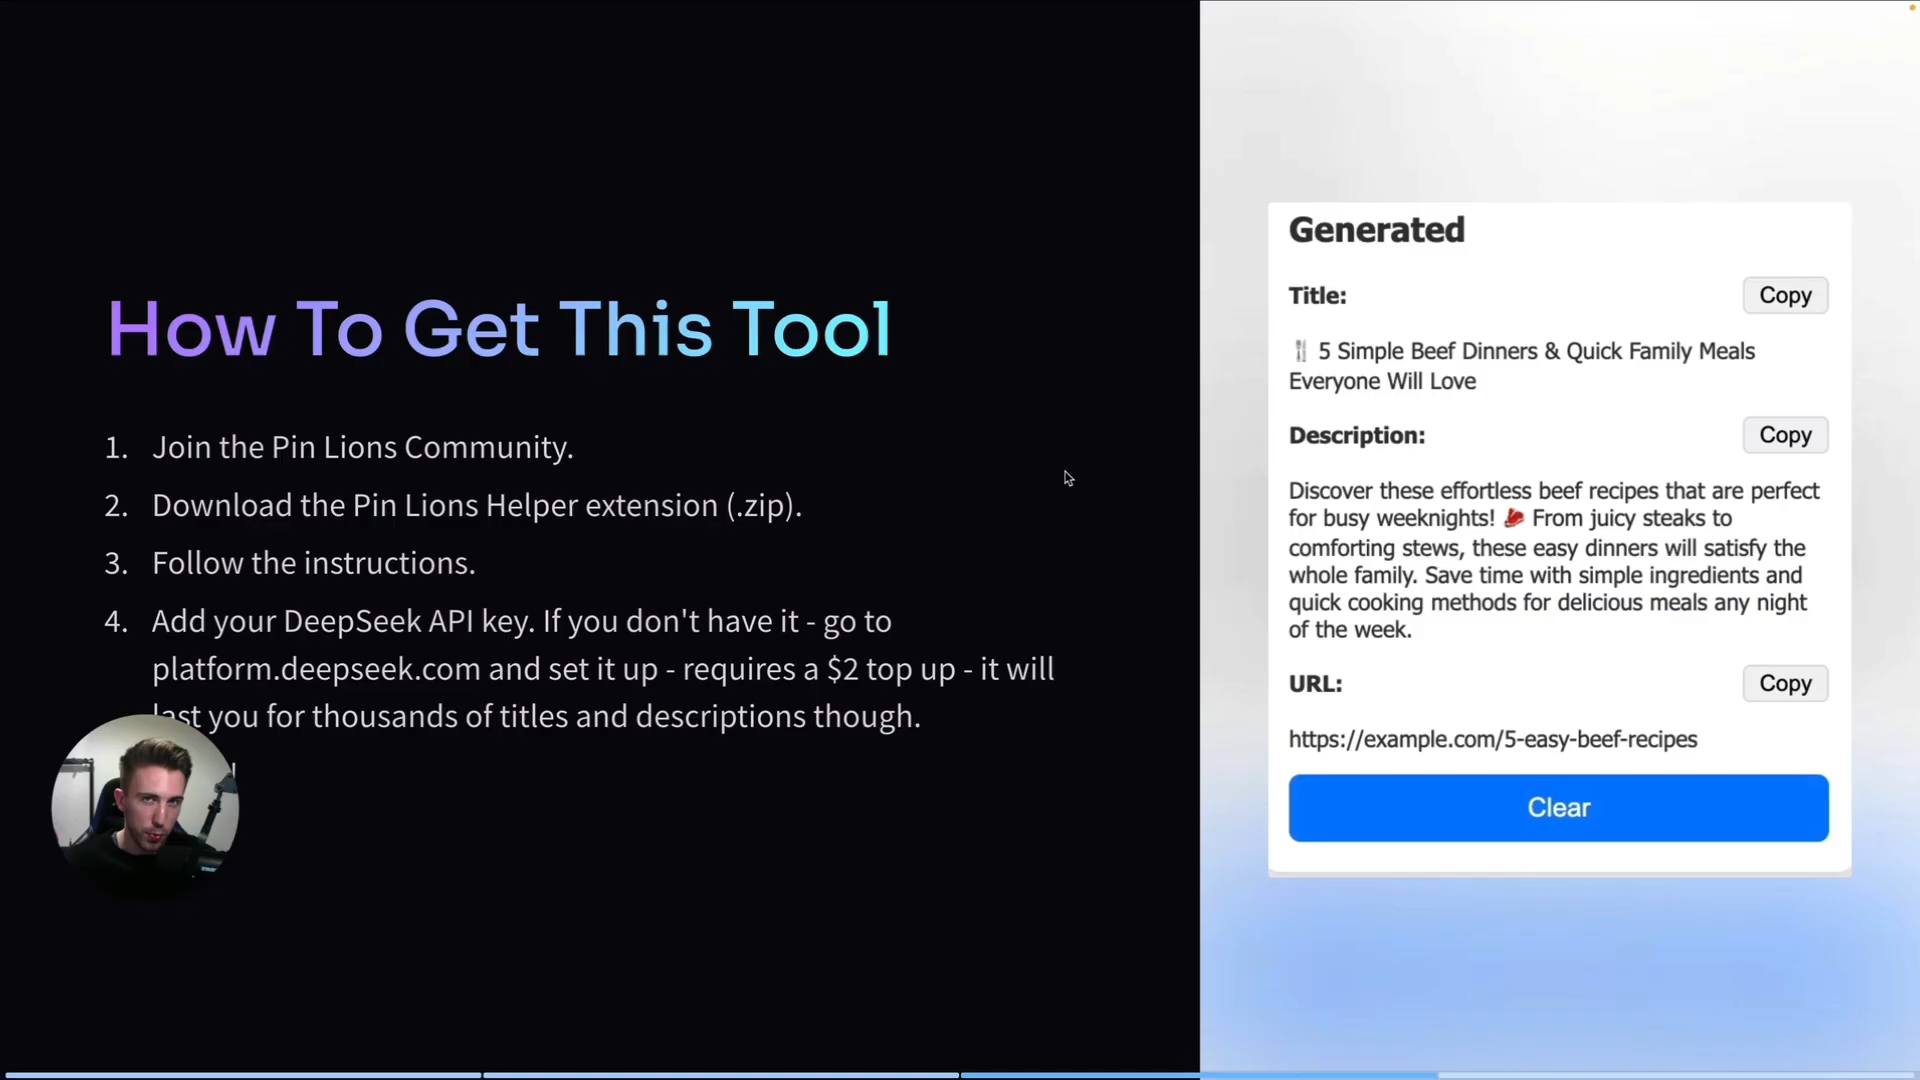 How To Get This Tool
1. Join the Pin Lions Community.
2. Download the Pin Lions Helper extension (.zip).
3. Follow the instructions.
4. Add your DeepSeek API key. If you don't have it - go to
platform.deepseek.com and set it up - requires a $2 top up - it will
last you for thousands of titles and descriptions though.
Generated
Title:
Copy
🍴 5 Simple Beef Dinners & Quick Family Meals
Everyone Will Love
Description:
Copy
Discover these effortless beef recipes that are perfect
for busy weeknights! 🥩 From juicy steaks to
comforting stews, these easy dinners will satisfy the
whole family. Save time with simple ingredients and
quick cooking methods for delicious meals any night
of the week.
URL:
Copy
https://example.com/5-easy-beef-recipes
Clear